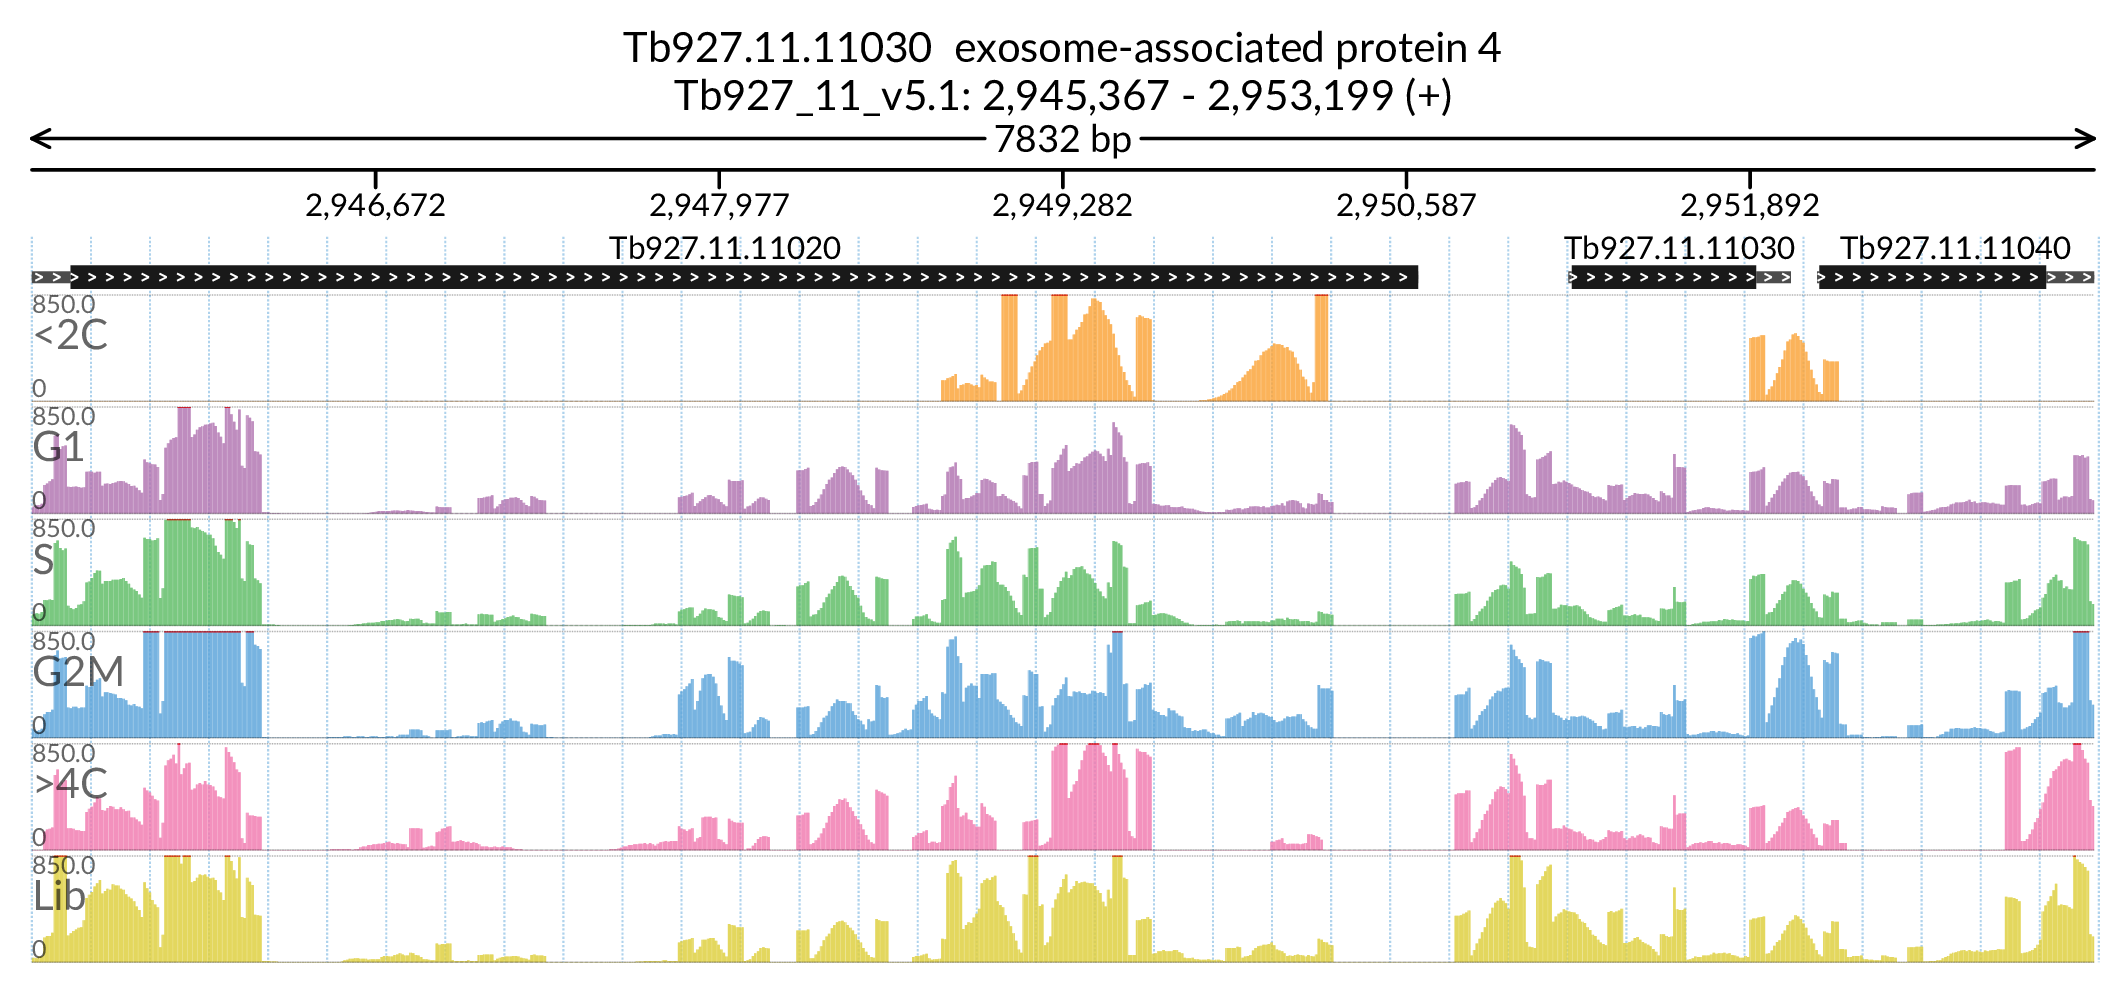 Tb927.11.11030 exosome-associated protein 4
Tb927_11_v5.1: 2,945,367 - 2,953,199 (+)
7832 bp
2,946,672 2,947,977 2,949,282 2,950,587 2,951,892
Tb927.11.11020 Tb927.11.11030 Tb927.11.11040
850.0
<2C
0
850.0
G1
0
850.0
S
0
850.0
G2M
0
850.0
>4C
0
850.0
Lib
0